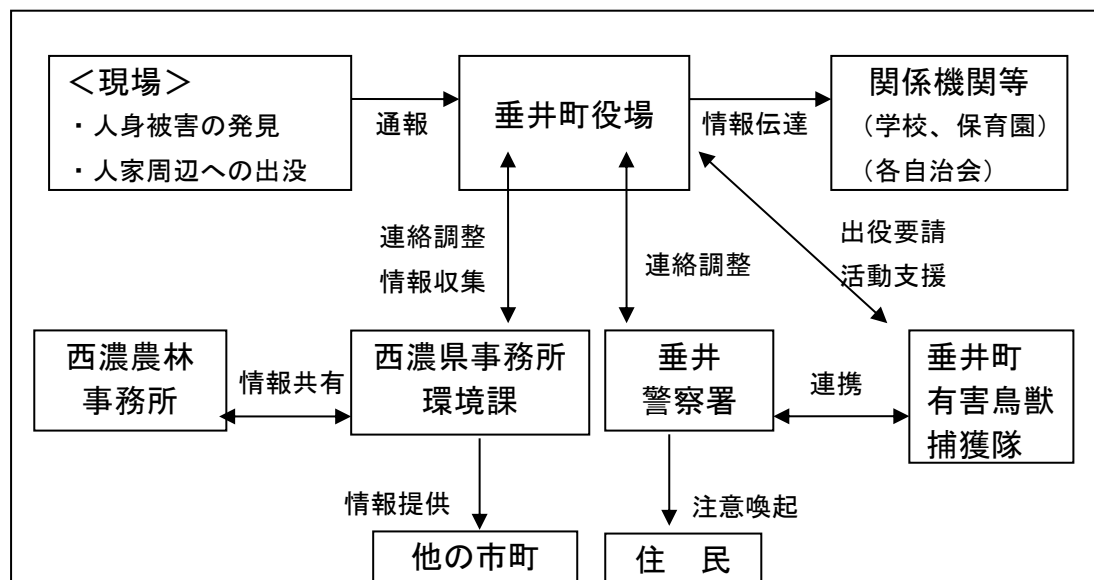 ＜現場＞
・人身被害の発見
・人家周辺への出没
通報
垂井町役場
情報伝達
関係機関等
（学校、保育園）
（各自治会）
連絡調整
情報収集
連絡調整
出役要請
活動支援
西濃農林
事務所
情報共有
西濃県事務所
環境課
垂井
警察署
連携
垂井町
有害鳥獣
捕獲隊
情報提供
注意喚起
他の市町
住　民